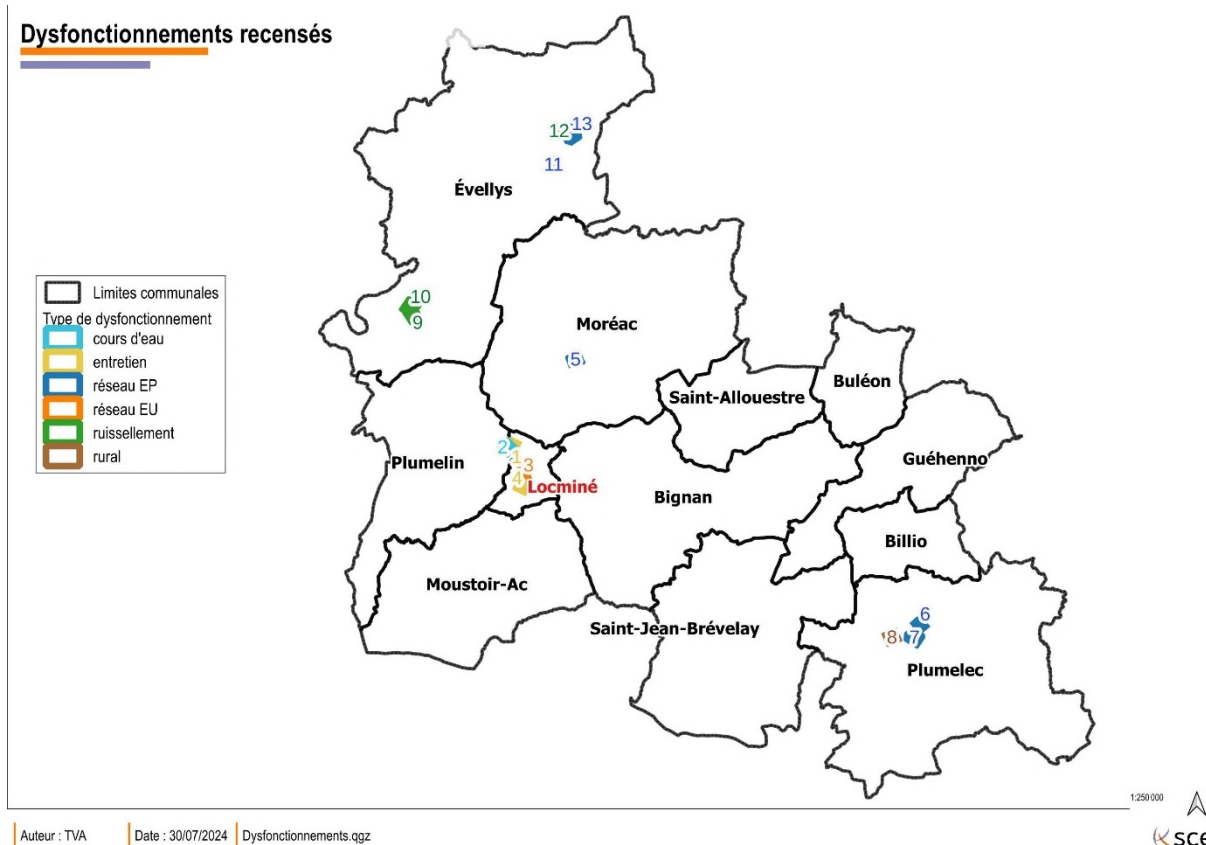 Dysfonctionnements recensés
12 13
11
Évellys
Limites communales
Type de dysfonctionnement
cours d'eau
entretien
réseau EP
réseau EU
ruissellement
rural
10
9
Moréac
5
Saint-Allouestre
Buléon
Guéhenno
2
1
3
4
Locminé
Plumelin
Bignan
Billio
Moustoir-Ac
Saint-Jean-Brévelay
6
8 7
Plumelec
1:250 000
Auteur : TVA Date : 30/07/2024 Dysfonctionnements.qgz
sce